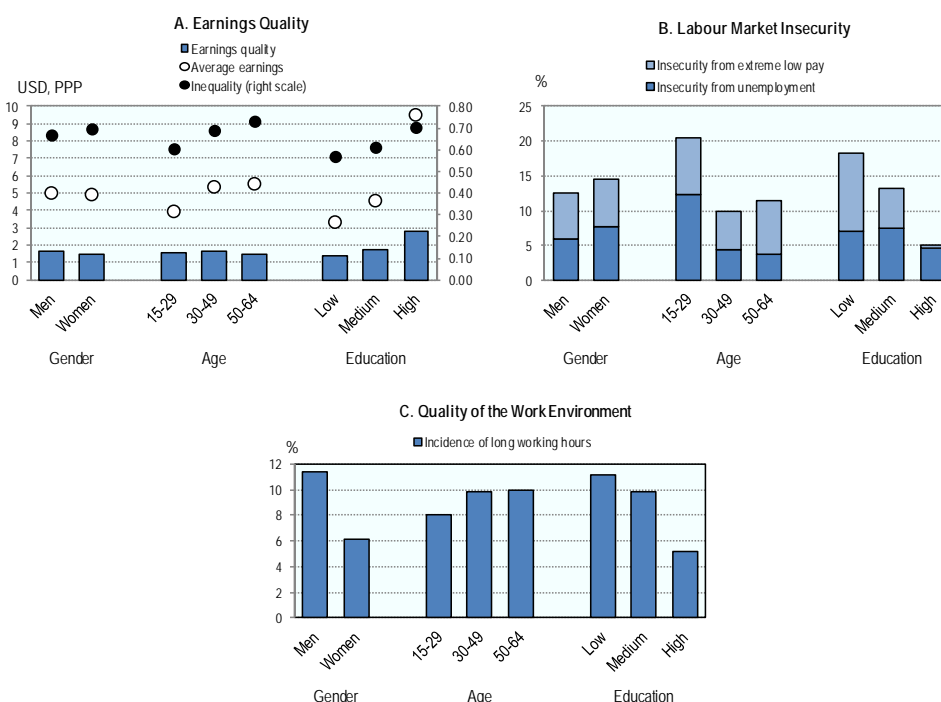 A. Earnings Quality
Earnings quality
Average earnings
Inequality (right scale)
USD, PPP
10
9
8
7
6
5
4
3
2
1
0
0.80
0.70
0.60
0.50
0.40
0.30
0.20
0.10
0.00
Men
Women
15-29
30-49
50-64
Low
Medium
High
Gender
Age
Education
B. Labour Market Insecurity
Insecurity from extreme low pay
Insecurity from unemployment
%
25
20
15
10
5
0
Men
Women
15-29
30-49
50-64
Low
Medium
High
Gender
Age
Education
C. Quality of the Work Environment
Incidence of long working hours
%
12
10
8
6
4
2
0
Men
Women
15-29
30-49
50-64
Low
Medium
High
Gender
Age
Education